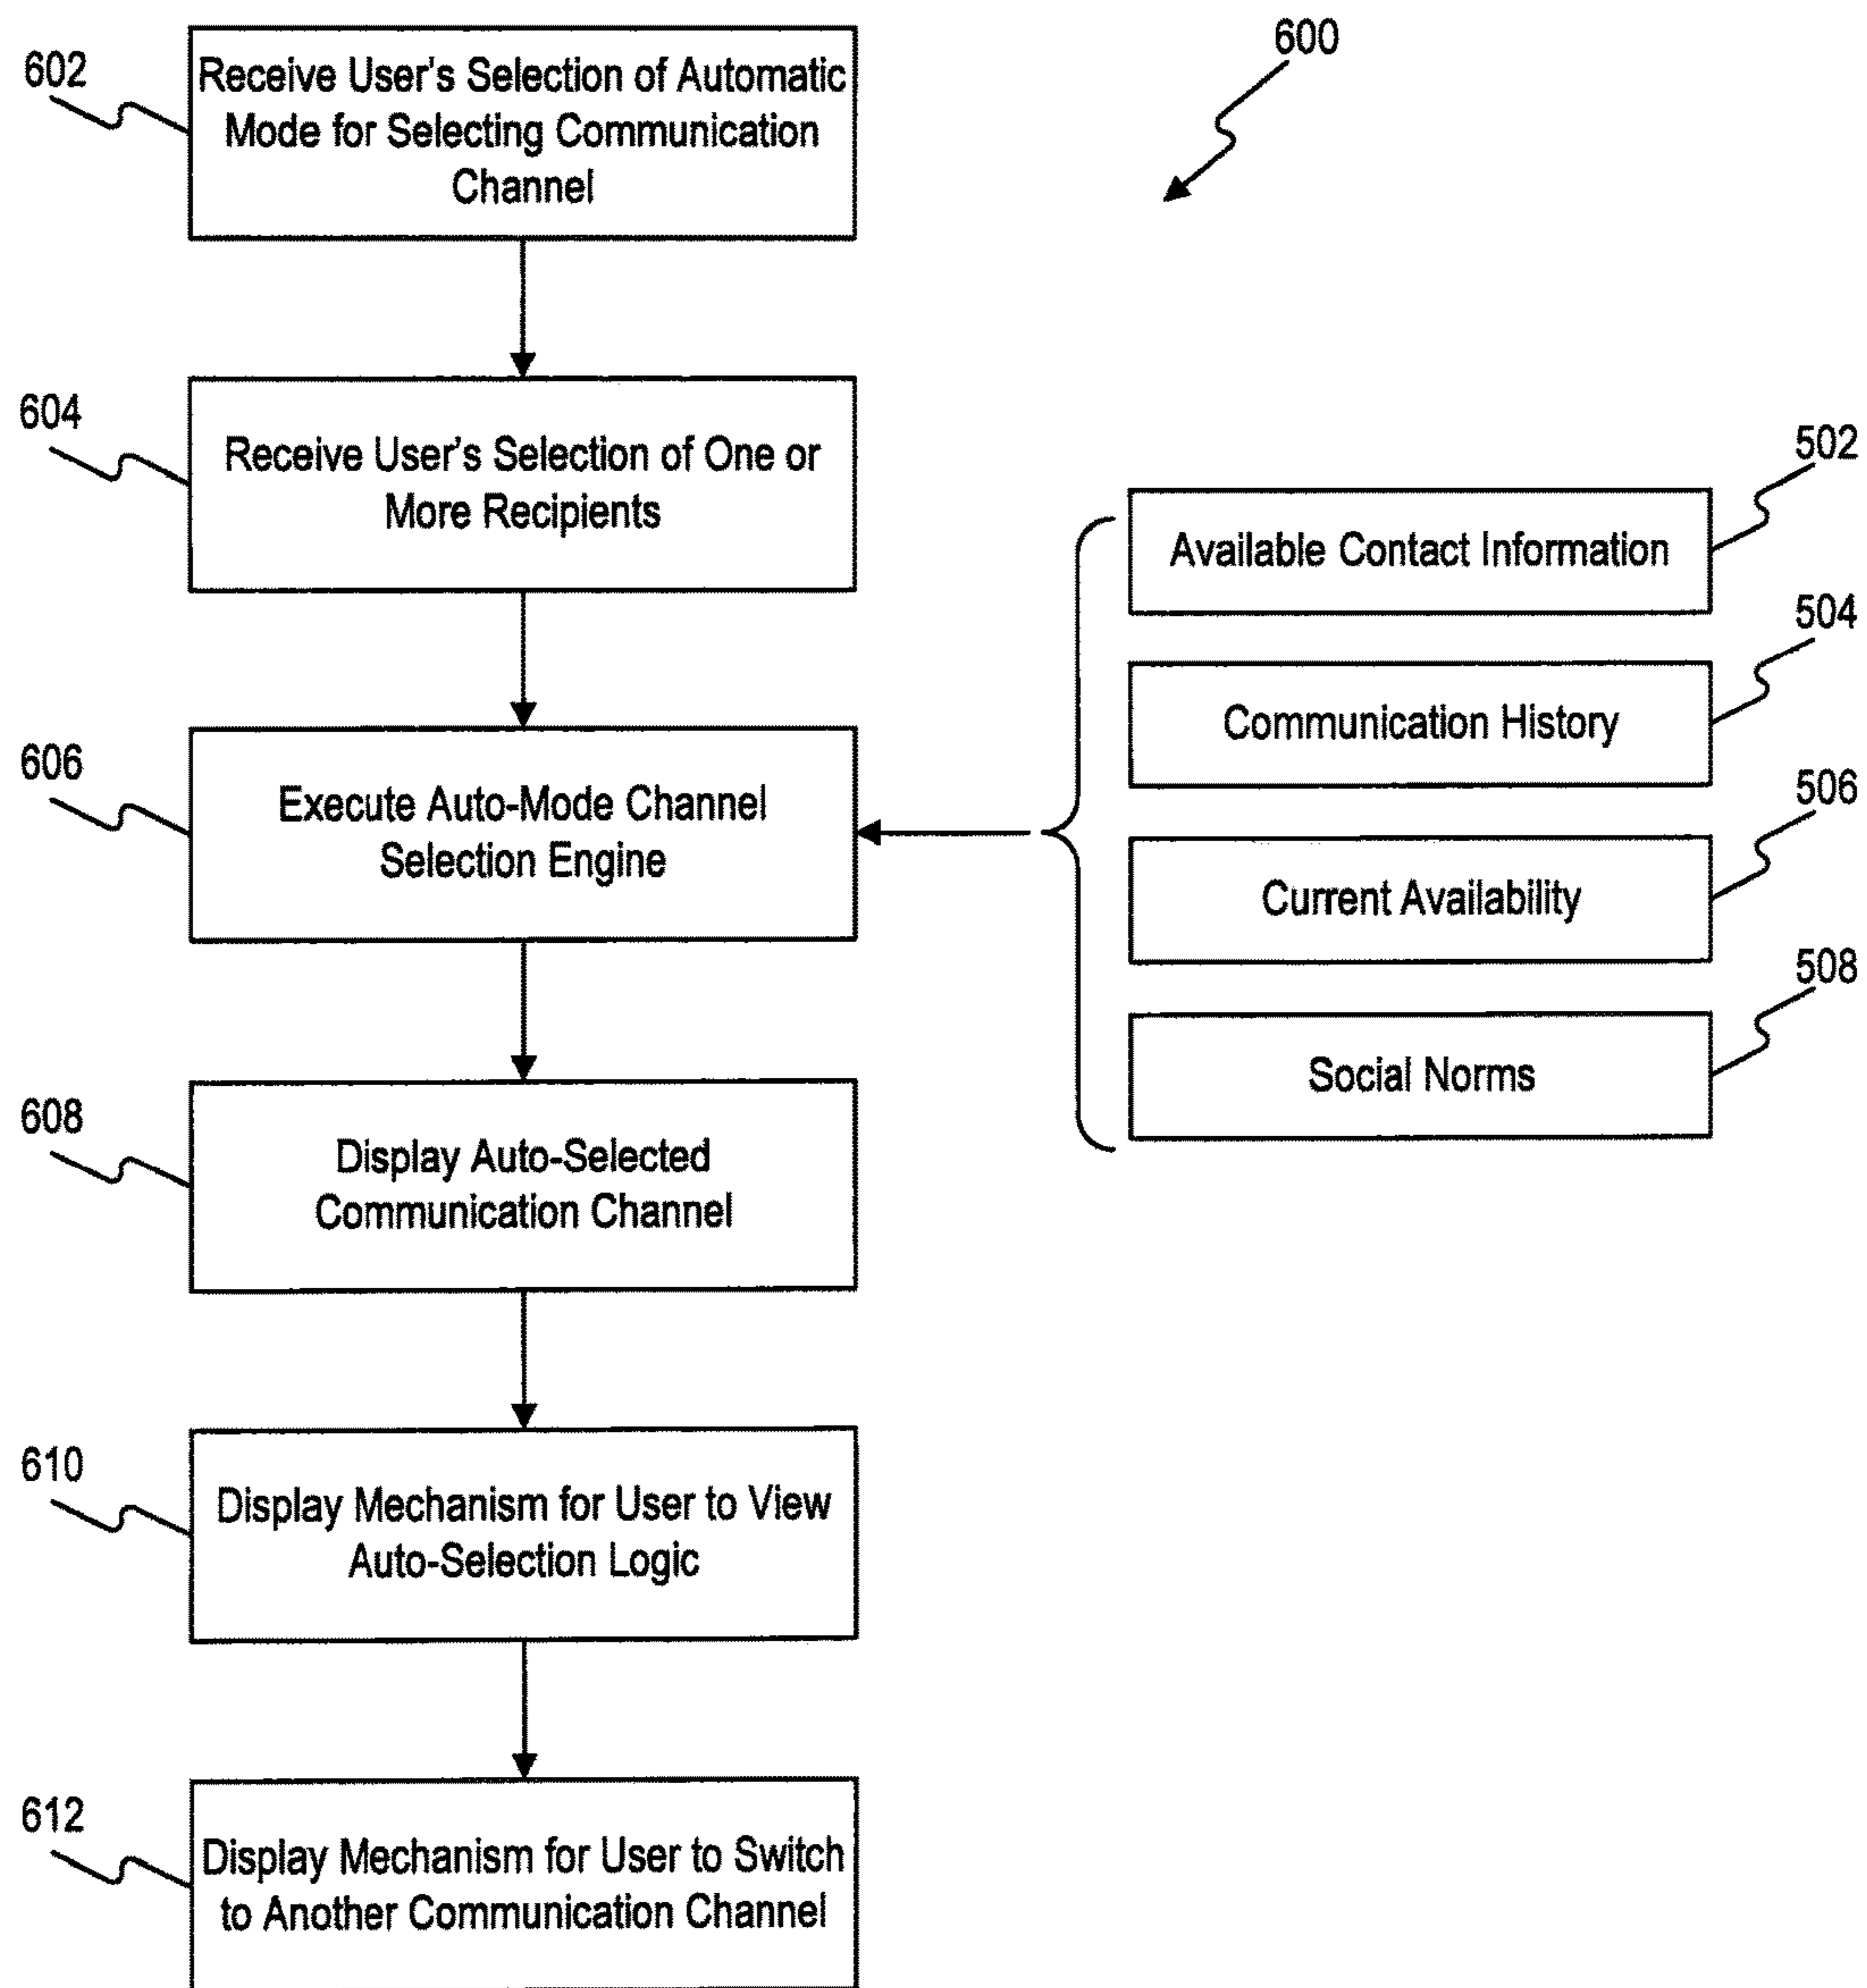 600
602
Receive User's Selection of Automatic
Mode for Selecting Communication
Channel
604
Receive User's Selection of One or
More Recipients
606
Execute Auto-Mode Channel
Selection Engine
502
Available Contact Information
504
Communication History
506
Current Availability
508
Social Norms
608
Display Auto-Selected
Communication Channel
610
Display Mechanism for User to View
Auto-Selection Logic
612
Display Mechanism for User to Switch
to Another Communication Channel